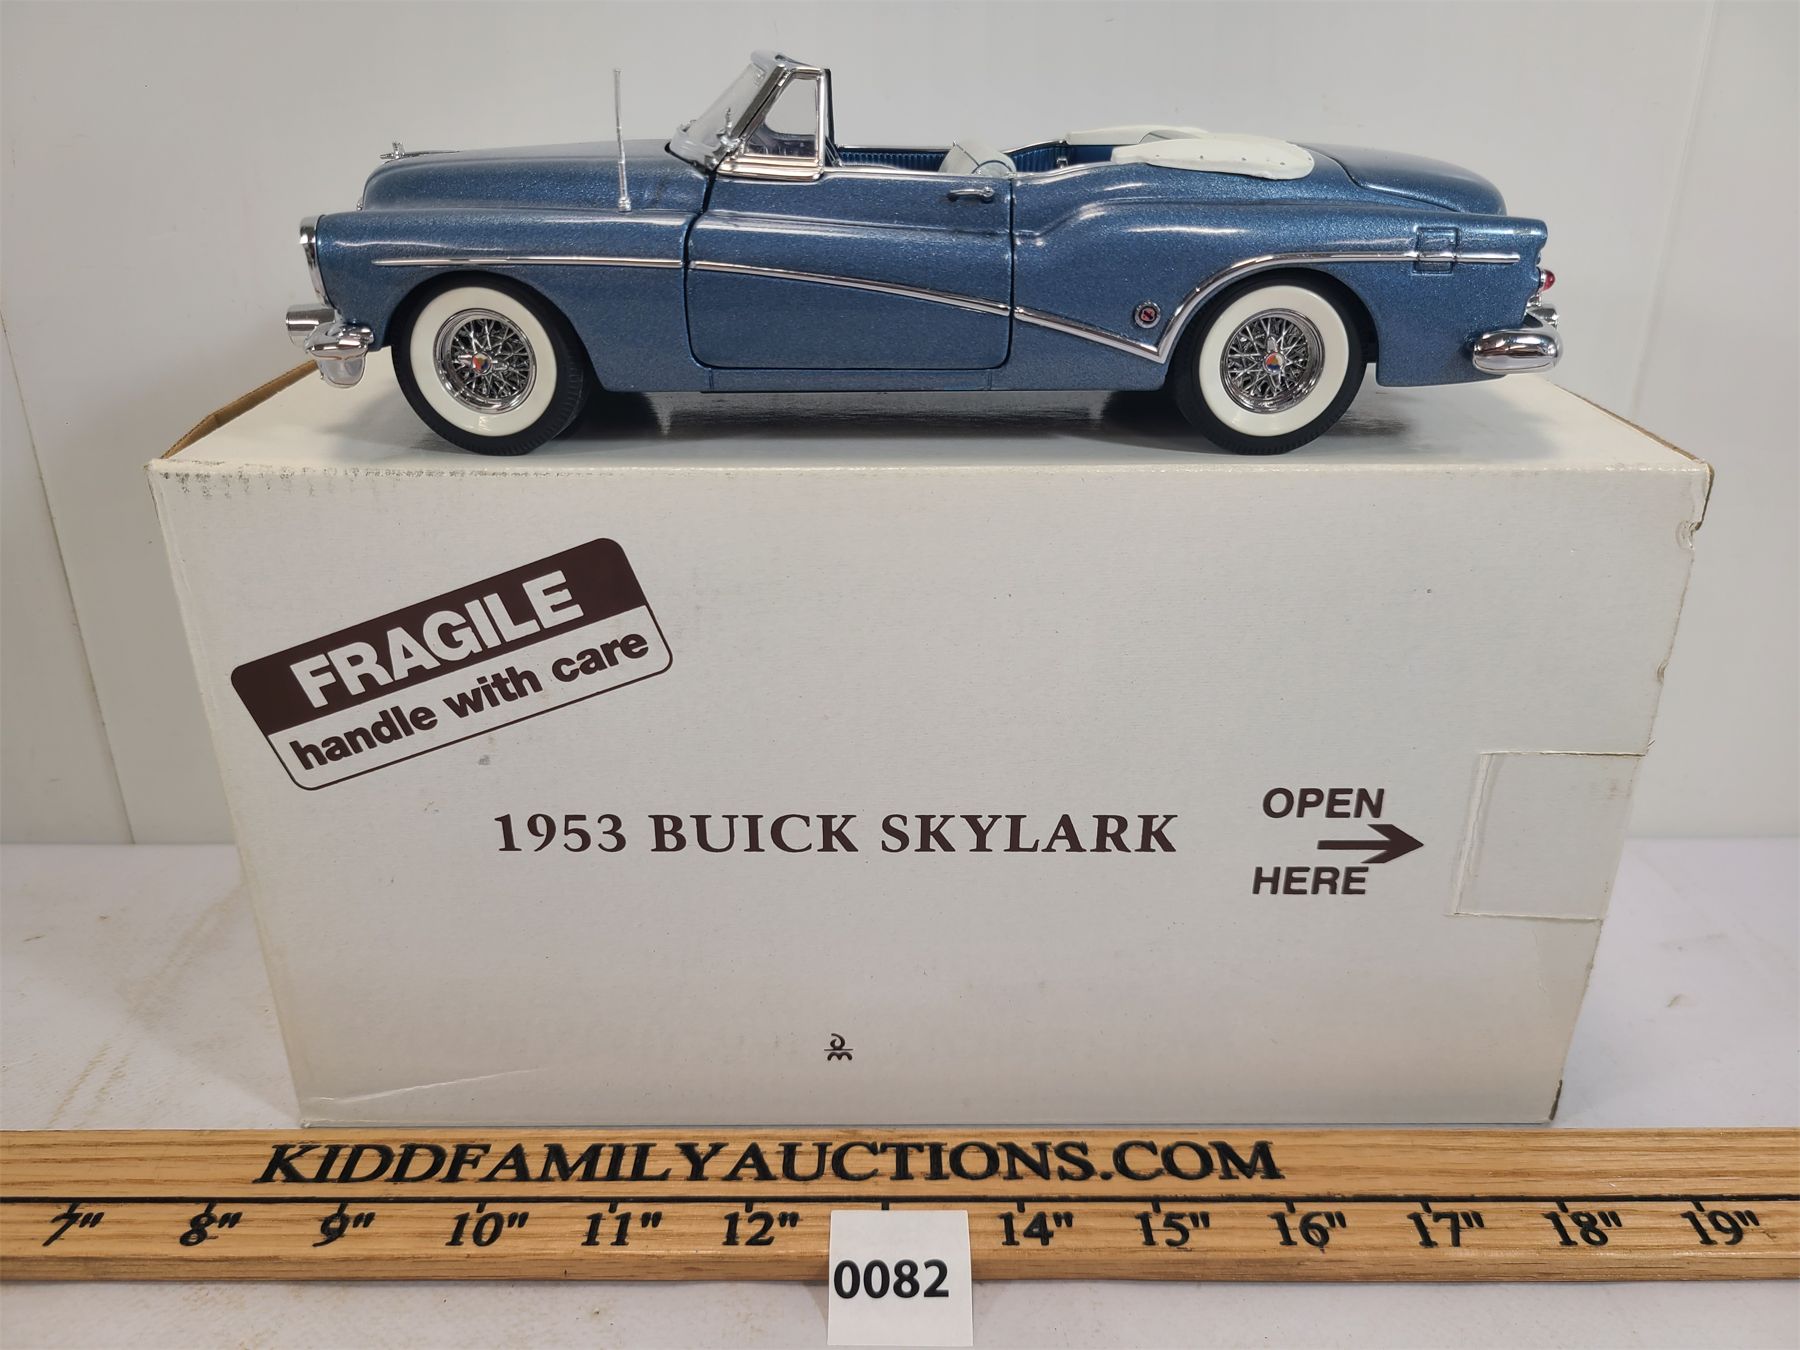 FRAGILE
handle with care
1953 BUICK SKYLARK
OPEN
HERE
KIDDFAMILYAUCTIONS.COM
7" 8" 9" 10" 11" 12" 14" 15" 16" 17" 18" 19"
0082